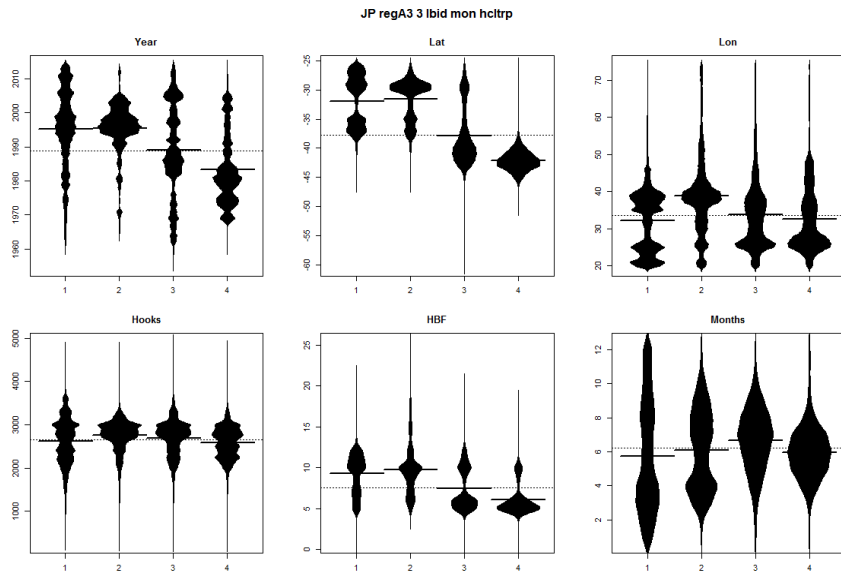 JP regA3 3 lbid mon hcltrp
Year
1960 1970 1980 1990 2000 2010
1 2 3 4
Lat
-60 -55 -50 -45 -40 -35 -30 -25
1 2 3 4
Lon
20 30 40 50 60 70
1 2 3 4
Hooks
1000 2000 3000 4000 5000
1 2 3 4
HBF
0 5 10 15 20 25
1 2 3 4
Months
2 4 6 8 10 12
1 2 3 4